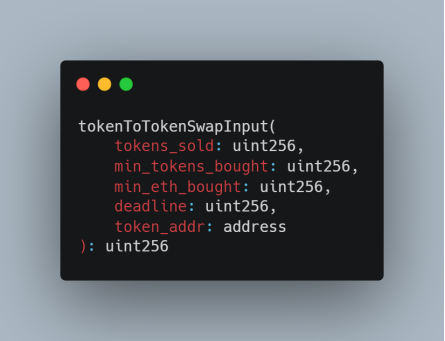 tokenToTokenSwapInput(
    tokens_sold: uint256,
    min_tokens_bought: uint256,
    min_eth_bought: uint256,
    deadline: uint256,
    token_addr: address
): uint256